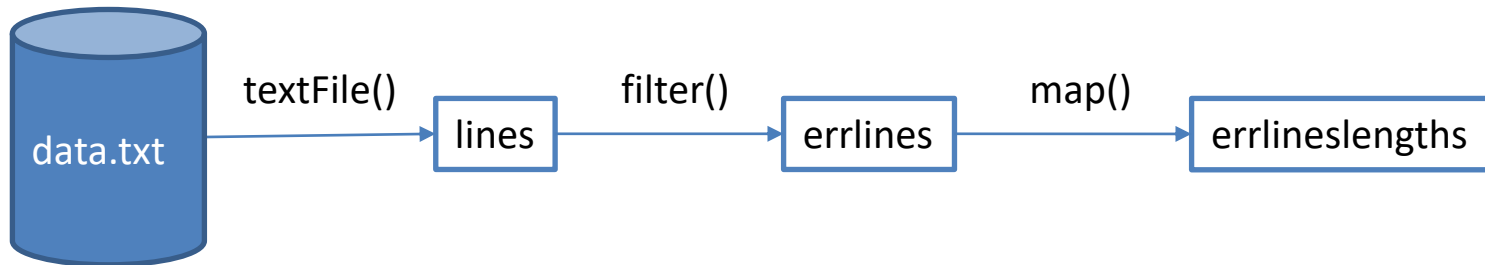 data.txt
textFile()
lines
filter()
errlines
map()
errlineslengths